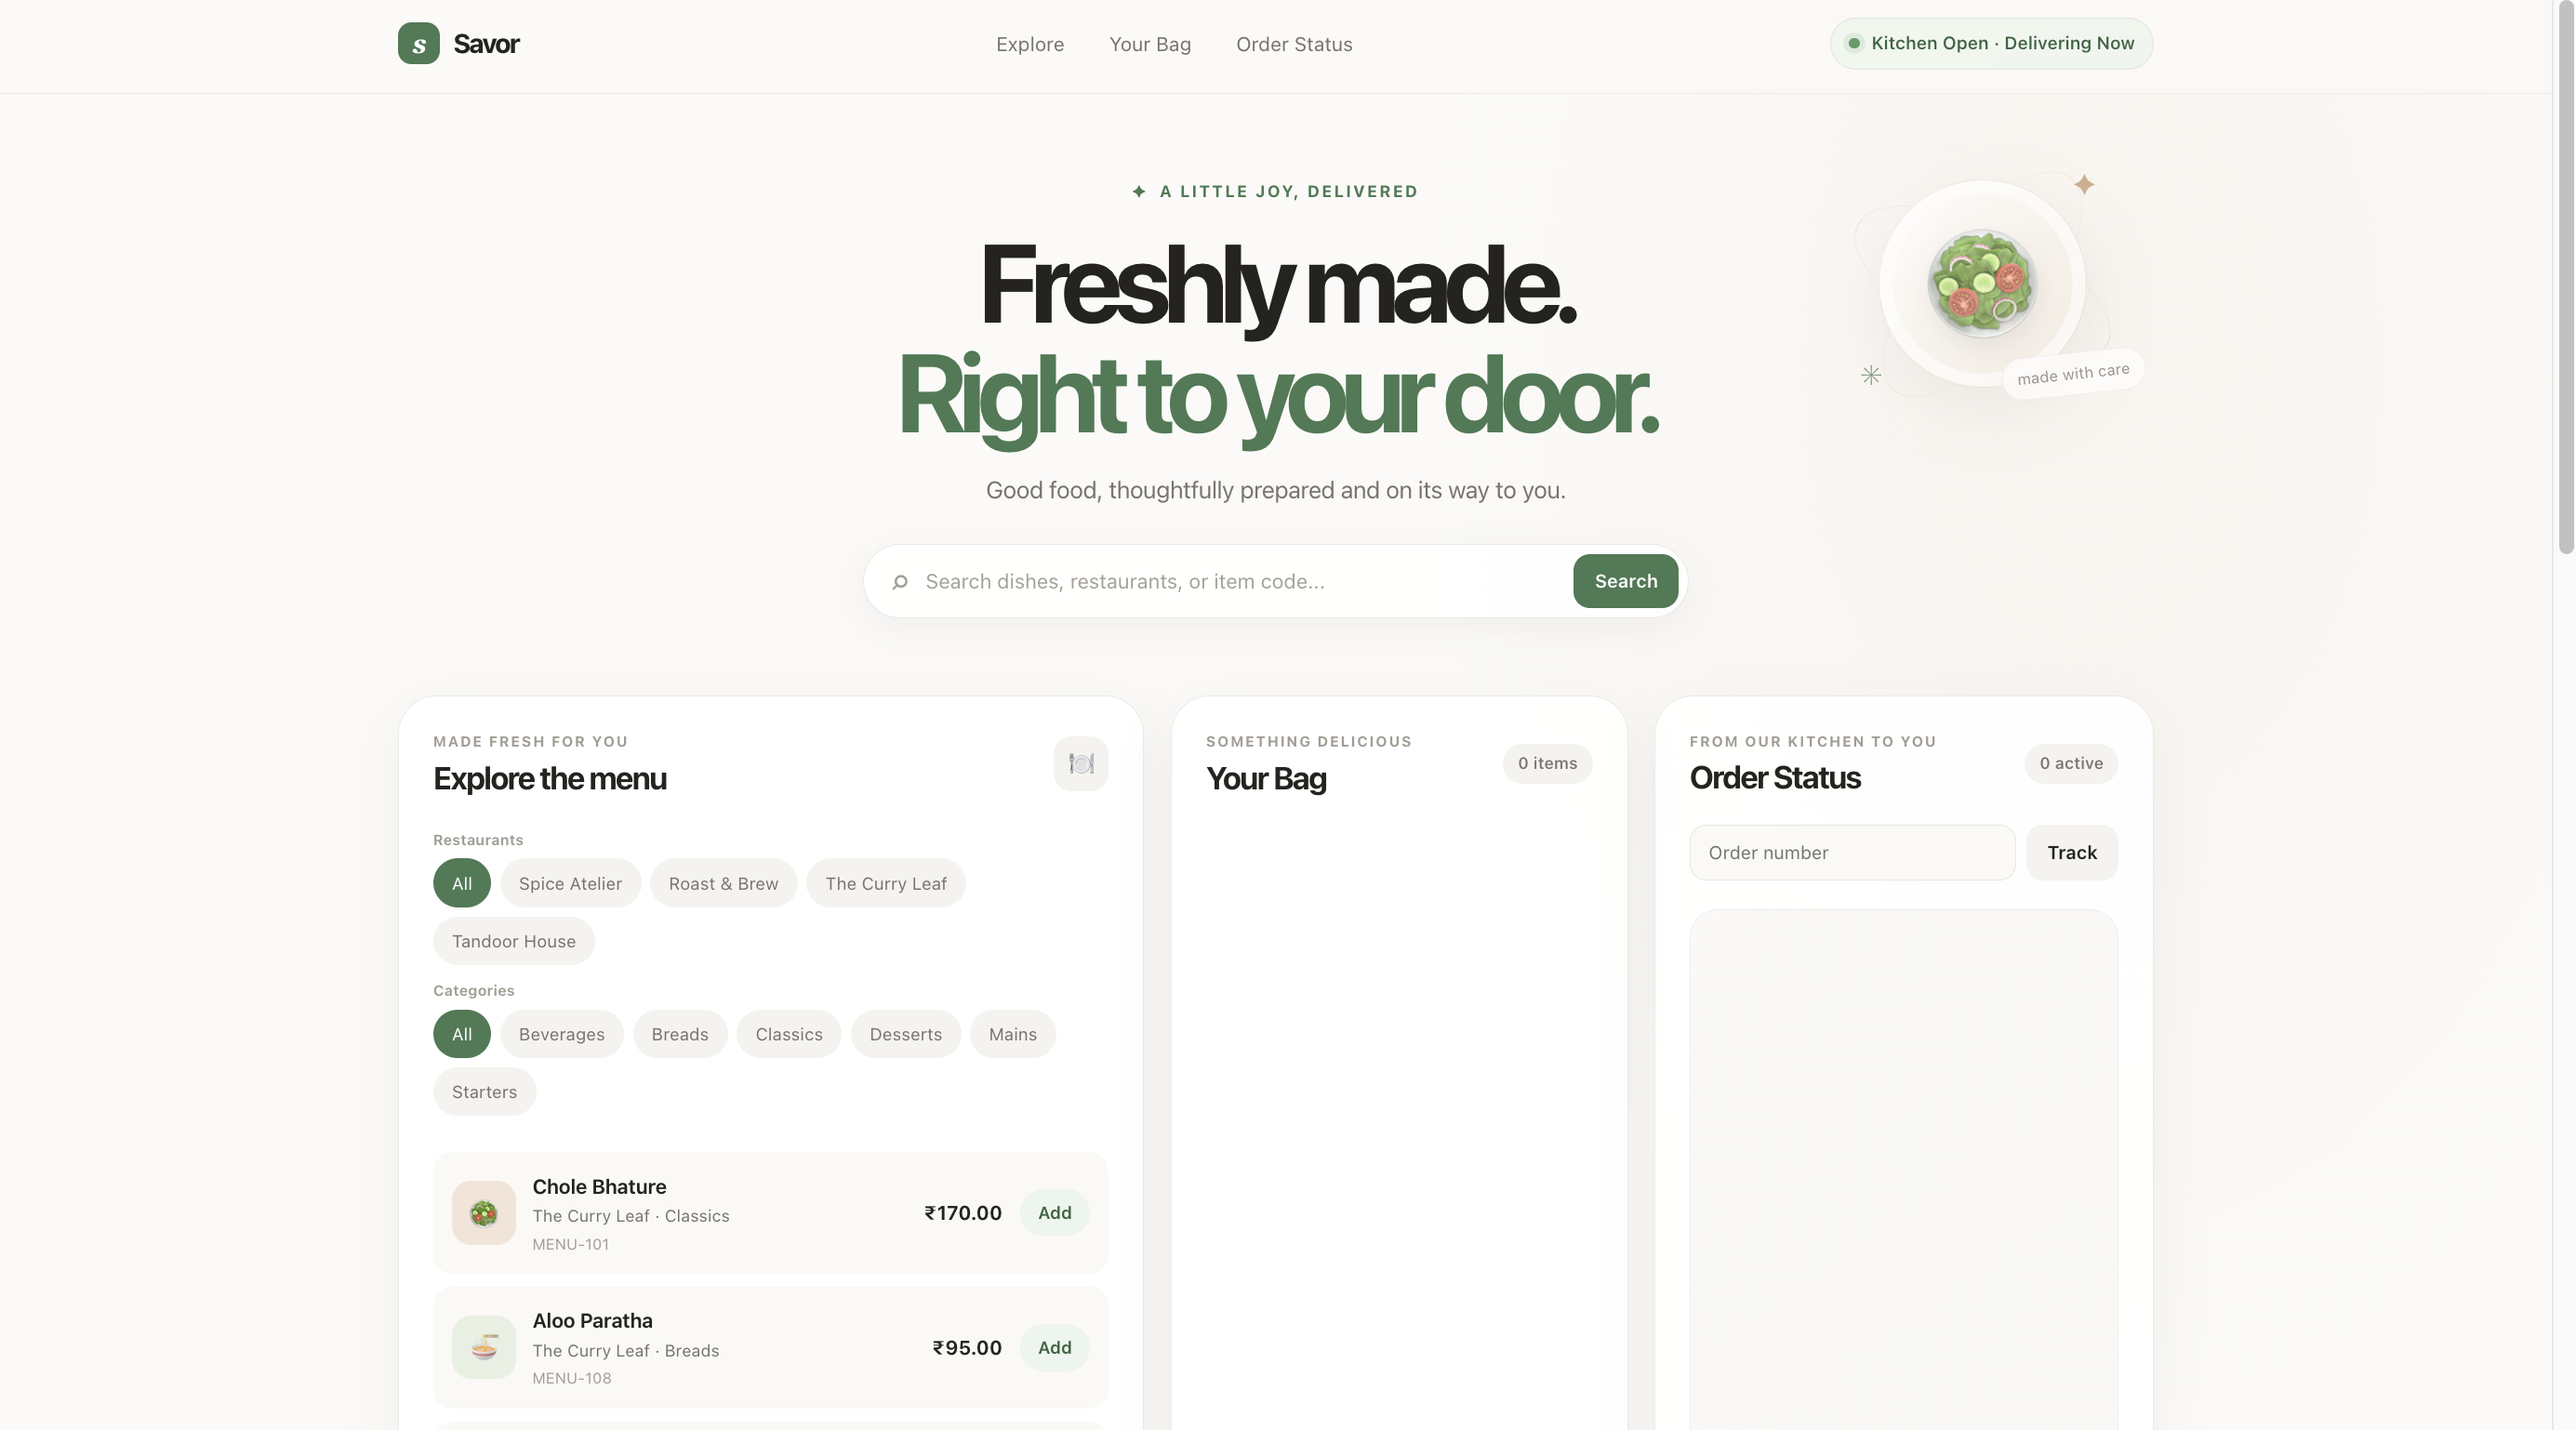 s Savor
Explore
Your Bag
Order Status
Kitchen Open · Delivering Now
✦ A LITTLE JOY, DELIVERED
Freshly made.
Right to your door.
made with care
Good food, thoughtfully prepared and on its way to you.
Search dishes, restaurants, or item code...
Search
MADE FRESH FOR YOU
Explore the menu
Restaurants
All
Spice Atelier
Roast & Brew
The Curry Leaf
Tandoor House
Categories
All
Beverages
Breads
Classics
Desserts
Mains
Starters
Chole Bhature
The Curry Leaf · Classics
MENU-101
₹170.00
Add
Aloo Paratha
The Curry Leaf · Breads
MENU-108
₹95.00
Add
SOMETHING DELICIOUS
Your Bag
0 items
FROM OUR KITCHEN TO YOU
Order Status
0 active
Order number
Track